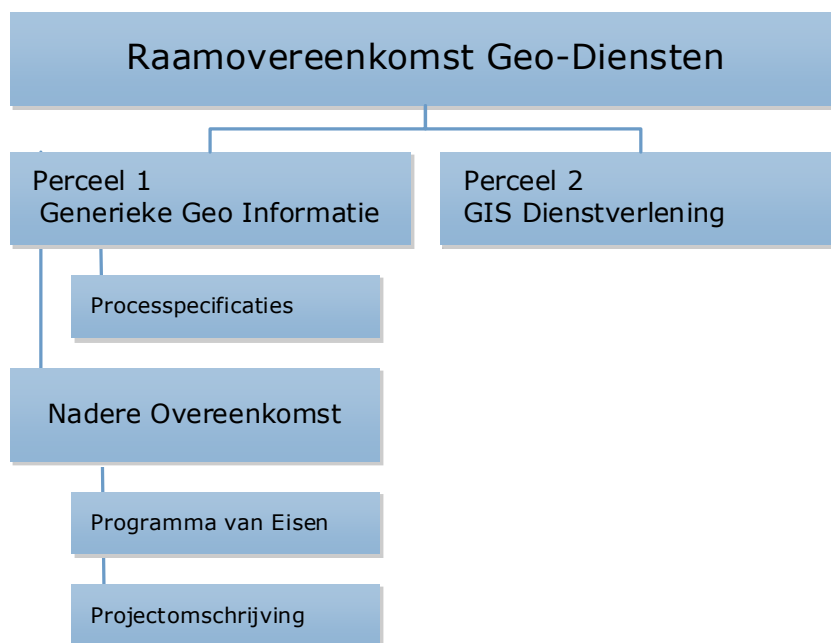 Raamovereenkomst Geo-Diensten
Perceel 1
Generieke Geo Informatie
Perceel 2
GIS Dienstverlening
Processpecificaties
Nadere Overeenkomst
Programma van Eisen
Projectomschrijving